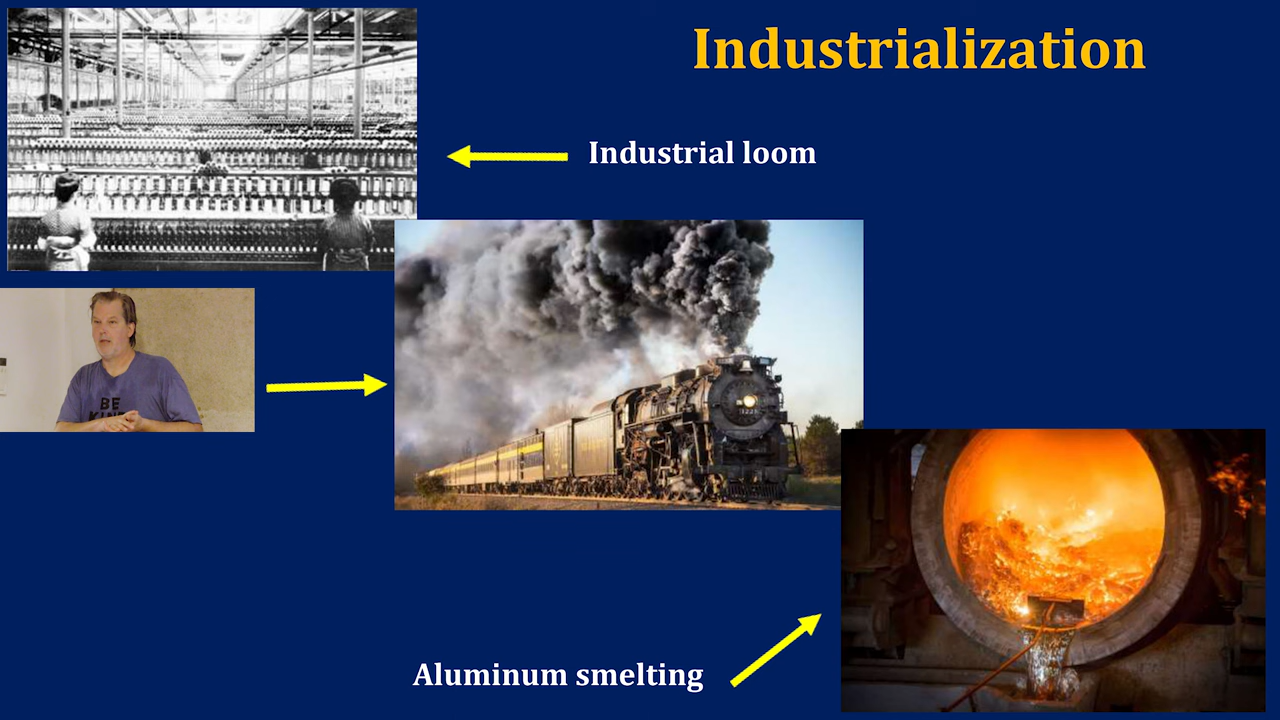 Industrialization
Industrial loom
BE
Aluminum smelting